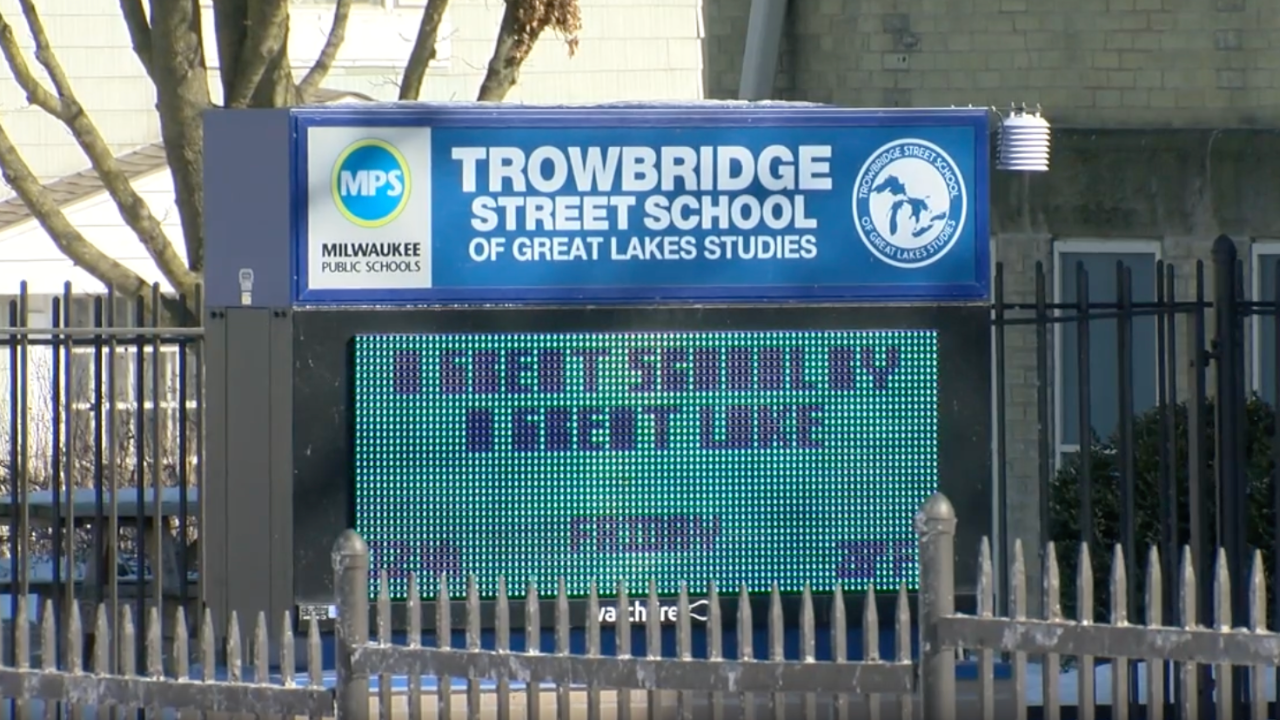 MPS
MILWAUKEE
PUBLIC SCHOOLS
TROWBRIDGE
STREET SCHOOL
OF GREAT LAKES STUDIES
TROWBRIDGE STREET SCHOOL
OF GREAT LAKES STUDIES
A GREAT SCHOOL BY
A GREAT LAKE
FRIDAY
watchfire